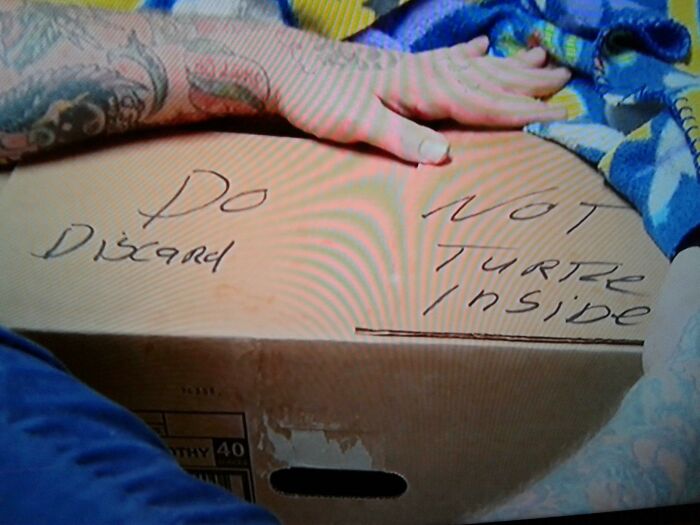 DO NOT
Discard TURTLE
InSiDe
THY 40